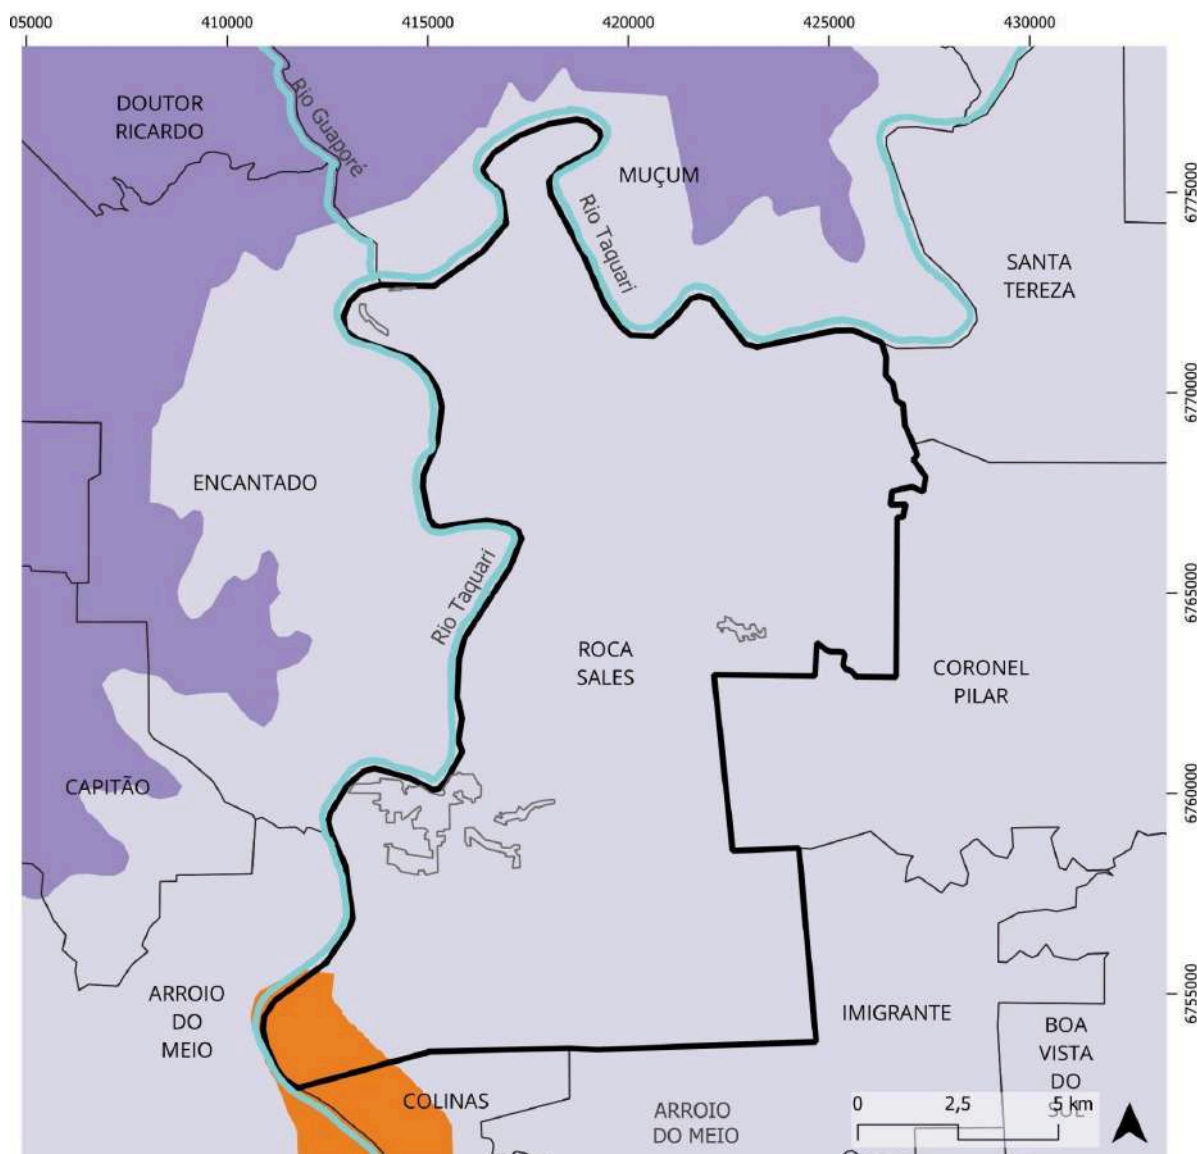 05000
410000
415000
420000
425000
430000
DOUTOR
RICARDO
Rio Guaporé
MUÇUM
6775000
Rio Taquari
SANTA
TEREZA
6770000
ENCANTADO
6765000
Rio Taquari
ROCA
SALES
CORONEL
PILAR
CAPITÃO
6760000
ARROIO
DO
MEIO
6755000
IMIGRANTE
BOA
VISTA
DO
SUL
COLINAS
ARROIO
DO MEIO
0
2,5
5 km